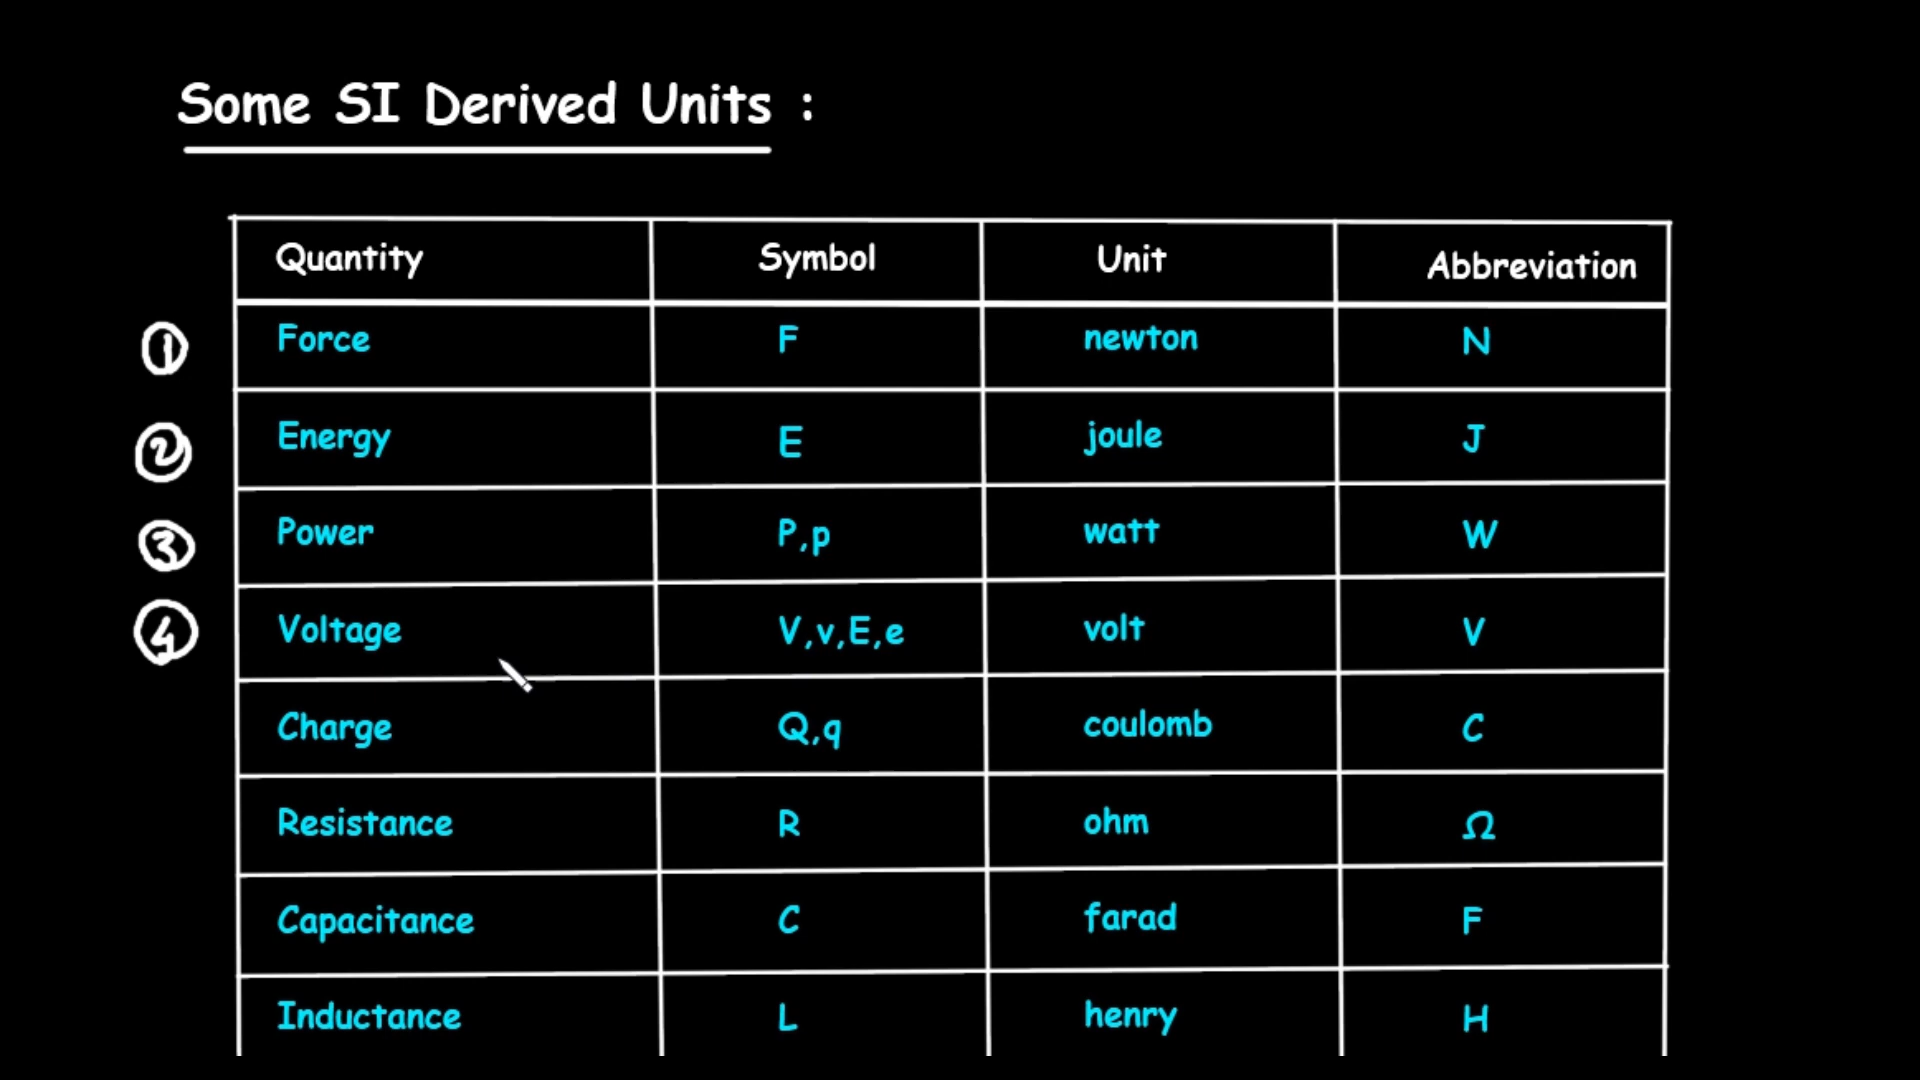 Some SI Derived Units :
Quantity Symbol Unit Abbreviation
① Force F newton N
② Energy E joule J
③ Power P,p watt W
④ Voltage V,v,E,e volt V
Charge Q,q coulomb C
Resistance R ohm Ω
Capacitance C farad F
Inductance L henry H